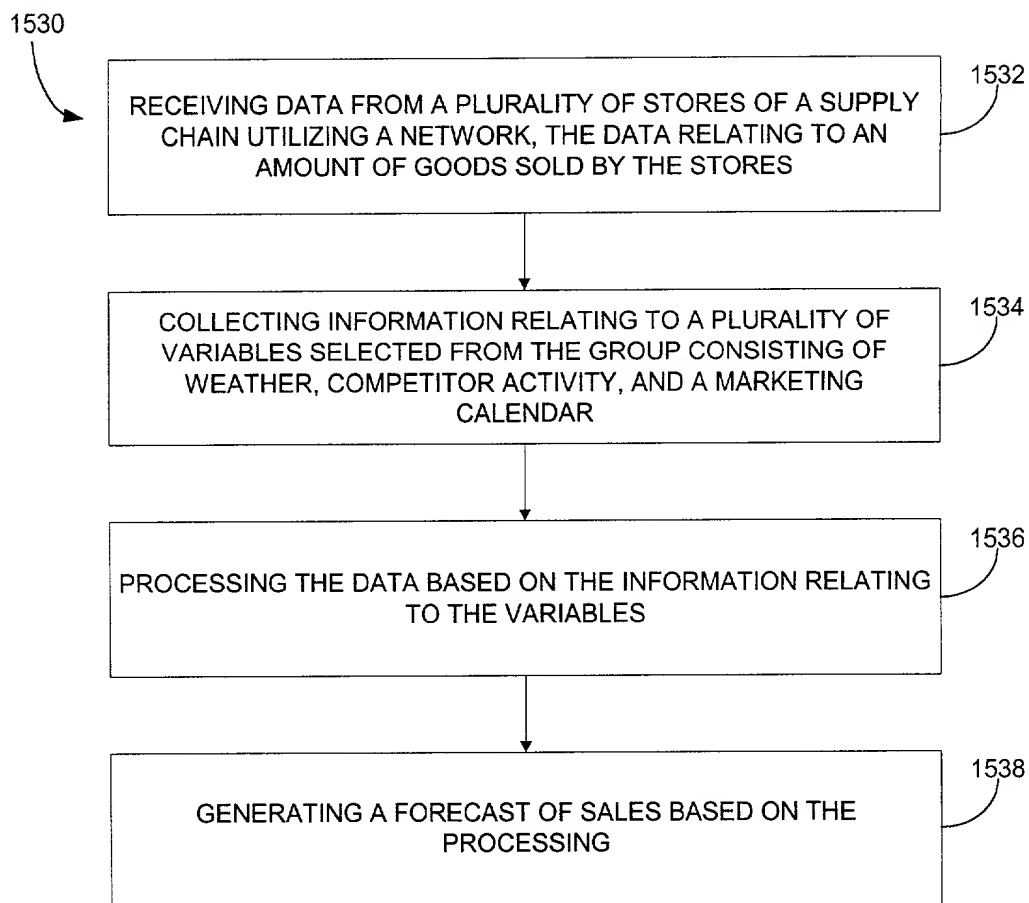 1530
1532
RECEIVING DATA FROM A PLURALITY OF STORES OF A SUPPLY
CHAIN UTILIZING A NETWORK, THE DATA RELATING TO AN
AMOUNT OF GOODS SOLD BY THE STORES
1534
COLLECTING INFORMATION RELATING TO A PLURALITY OF
VARIABLES SELECTED FROM THE GROUP CONSISTING OF
WEATHER, COMPETITOR ACTIVITY, AND A MARKETING
CALENDAR
1536
PROCESSING THE DATA BASED ON THE INFORMATION RELATING
TO THE VARIABLES
1538
GENERATING A FORECAST OF SALES BASED ON THE
PROCESSING